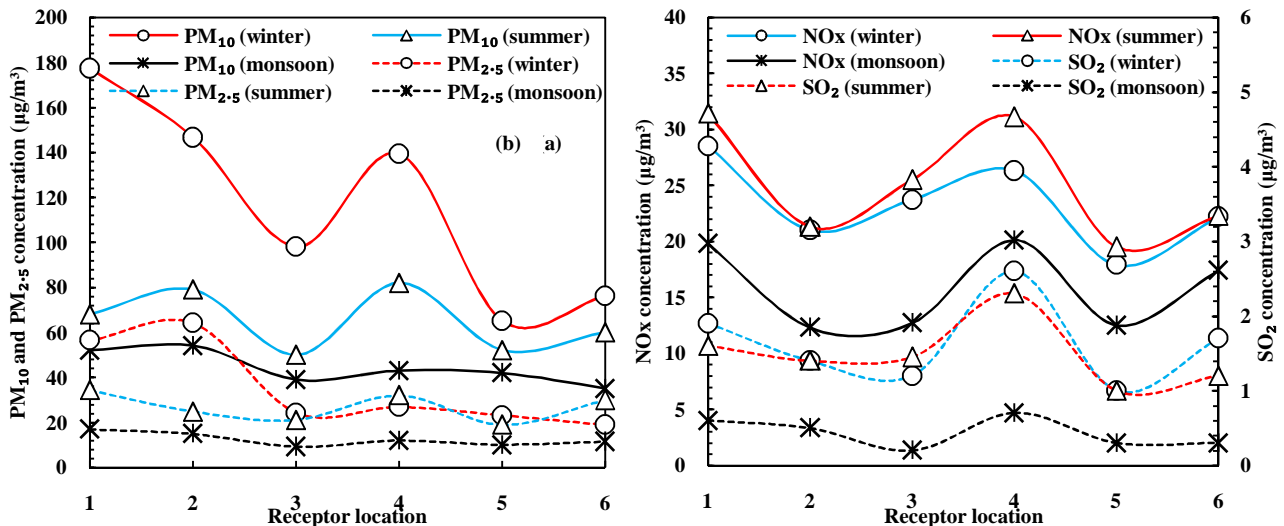 200
180
160
140
120
100
80
60
40
20
0
PM₁₀ and PM₂.₅ concentration (µg/m³)
PM₁₀ (winter) PM₁₀ (summer)
PM₁₀ (monsoon) PM₂.₅ (winter)
PM₂.₅ (summer) PM₂.₅ (monsoon)
(b) a)
1 2 3 4 5 6
Receptor location
40
35
30
25
20
15
10
5
0
NOx concentration (µg/m³)
NOx (winter) NOx (summer)
NOx (monsoon) SO₂ (winter)
SO₂ (summer) SO₂ (monsoon)
6
5
4
3
2
1
0
SO₂ concentration (µg/m³)
1 2 3 4 5 6
Receptor location